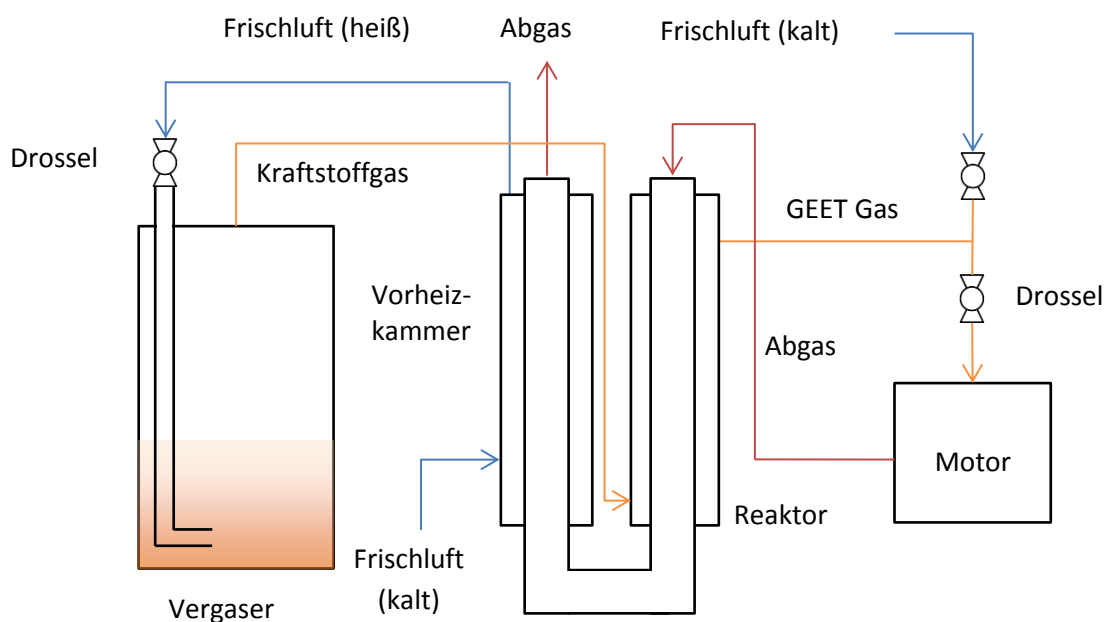 Frischluft (heiß)
Abgas
Frischluft (kalt)
Drossel
Kraftstoffgas
GEET Gas
Vorheiz-
kammer
Drossel
Abgas
Motor
Reaktor
Frischluft
(kalt)
Vergaser